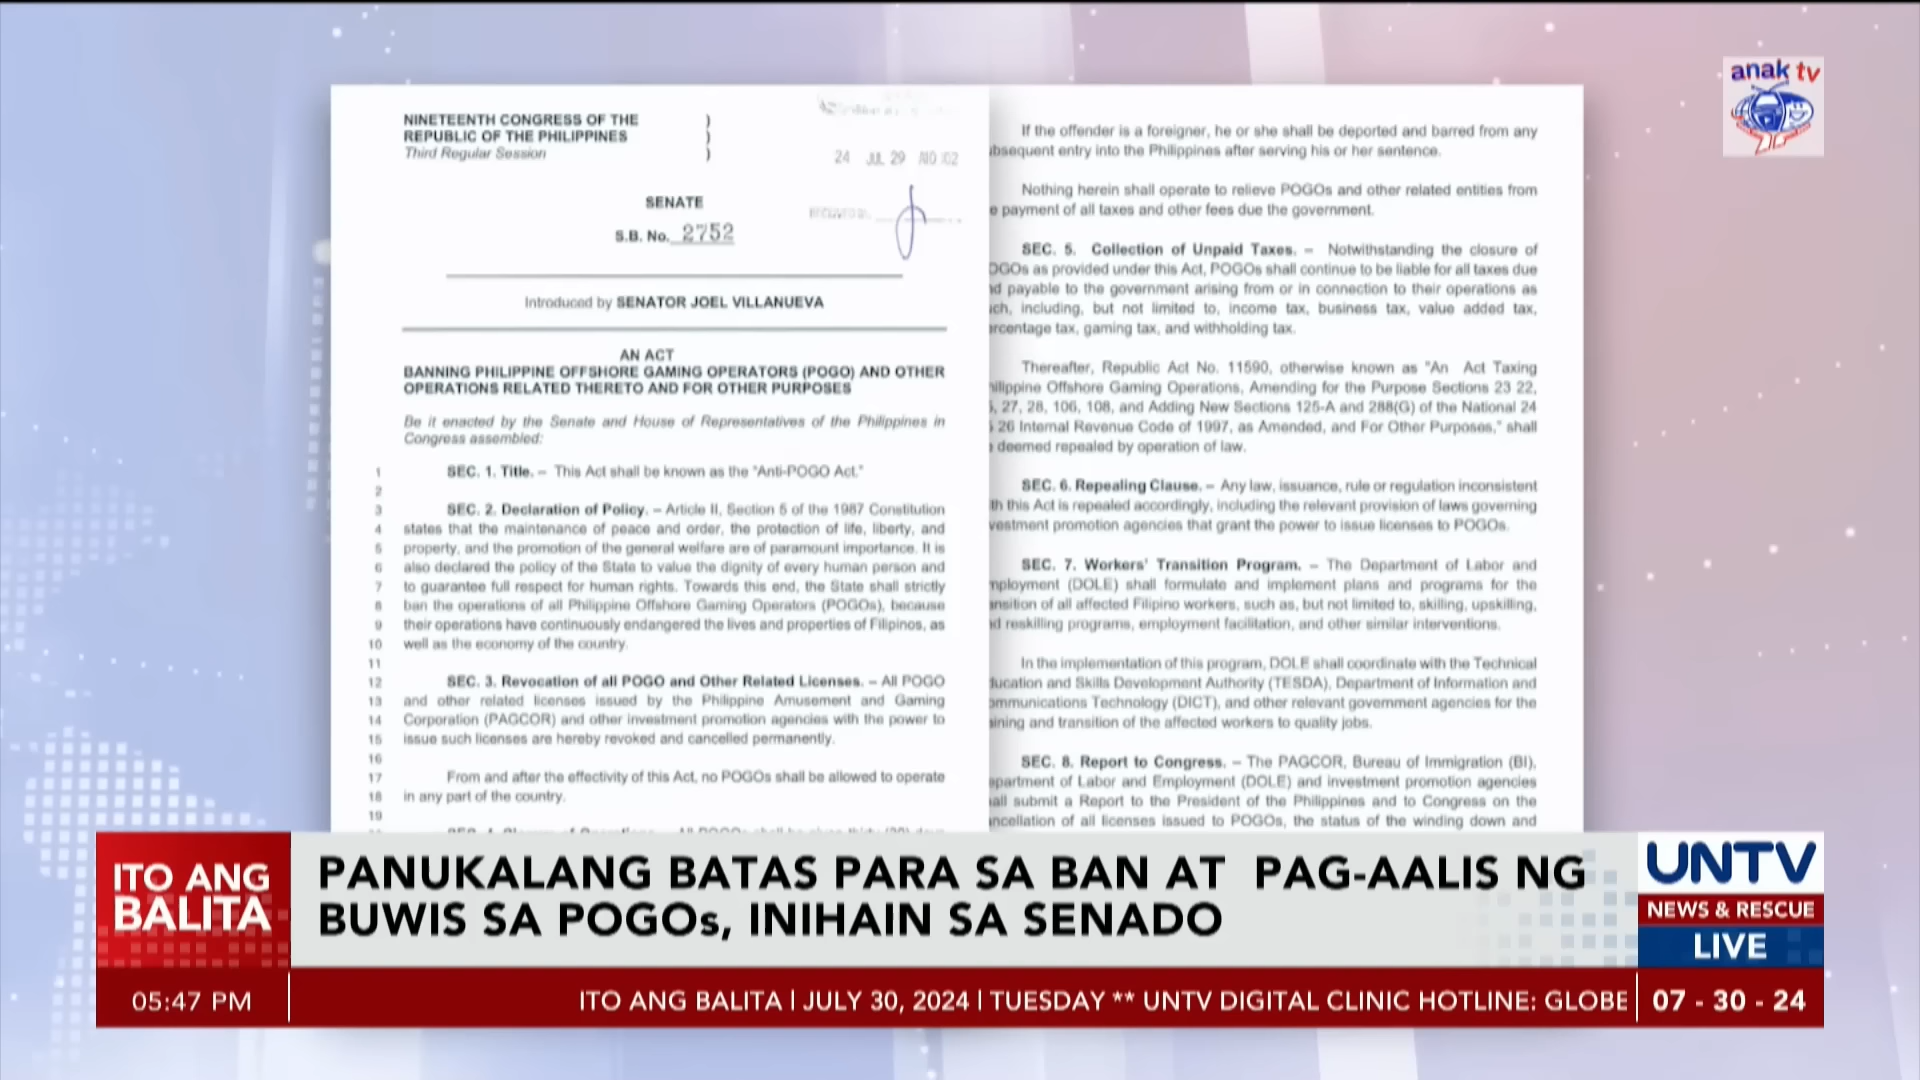 anak tv
NINETEENTH CONGRESS OF THE )
REPUBLIC OF THE PHILIPPINES )
Third Regular Session )
24 JUL 29
SENATE
S.B. No. 2752
Introduced by SENATOR JOEL VILLANUEVA
AN ACT
BANNING PHILIPPINE OFFSHORE GAMING OPERATORS (POGO) AND OTHER
OPERATIONS RELATED THERETO AND FOR OTHER PURPOSES
Be it enacted by the Senate and House of Representatives of the Philippines in
Congress assembled:
1 SEC. 1. Title. – This Act shall be known as the "Anti-POGO Act."
2
3 SEC. 2. Declaration of Policy. – Article II, Section 5 of the 1987 Constitution
4 states that the maintenance of peace and order, the protection of life, liberty, and
5 property, and the promotion of the general welfare are of paramount importance. It is
6 also declared the policy of the State to value the dignity of every human person and
7 to guarantee full respect for human rights. Towards this end, the State shall strictly
8 ban the operations of all Philippine Offshore Gaming Operators (POGOs), because
9 their operations have continuously endangered the lives and properties of Filipinos, as
10 well as the economy of the country.
11
12 SEC. 3. Revocation of all POGO and Other Related Licenses. – All POGO
13 and other related licenses issued by the Philippine Amusement and Gaming
14 Corporation (PAGCOR) and other investment promotion agencies with the power to
15 issue such licenses are hereby revoked and cancelled permanently.
16
17 From and after the effectivity of this Act, no POGOs shall be allowed to operate
18 in any part of the country.
19
If the offender is a foreigner, he or she shall be deported and barred from any
bsequent entry into the Philippines after serving his or her sentence.
Nothing herein shall operate to relieve POGOs and other related entities from
e payment of all taxes and other fees due the government.
SEC. 5. Collection of Unpaid Taxes. – Notwithstanding the closure of
OGOs as provided under this Act, POGOs shall continue to be liable for all taxes due
nd payable to the government arising from or in connection to their operations as
ch, including, but not limited to, income tax, business tax, value added tax,
rcentage tax, gaming tax, and withholding tax.
Thereafter, Republic Act No. 11590, otherwise known as "An Act Taxing
hilippine Offshore Gaming Operations, Amending for the Purpose Sections 23 22,
, 27, 28, 106, 108, and Adding New Sections 125-A and 288(G) of the National 24
26 Internal Revenue Code of 1997, as Amended, and For Other Purposes," shall
deemed repealed by operation of law.
SEC. 6. Repealing Clause. – Any law, issuance, rule or regulation inconsistent
th this Act is repealed accordingly, including the relevant provision of laws governing
vestment promotion agencies that grant the power to issue licenses to POGOs.
SEC. 7. Workers' Transition Program. – The Department of Labor and
mployment (DOLE) shall formulate and implement plans and programs for the
ansition of all affected Filipino workers, such as, but not limited to, skilling, upskilling,
d reskilling programs, employment facilitation, and other similar interventions.
In the implementation of this program, DOLE shall coordinate with the Technical
ducation and Skills Development Authority (TESDA), Department of Information and
ommunications Technology (DICT), and other relevant government agencies for the
aining and transition of the affected workers to quality jobs.
SEC. 8. Report to Congress. – The PAGCOR, Bureau of Immigration (BI),
epartment of Labor and Employment (DOLE) and investment promotion agencies
all submit a Report to the President of the Philippines and to Congress on the
ncellation of all licenses issued to POGOs, the status of the winding down and
ITO ANG
BALITA
PANUKALANG BATAS PARA SA BAN AT PAG-AALIS NG
BUWIS SA POGOs, INIHAIN SA SENADO
UNTV
NEWS & RESCUE
LIVE
05:47 PM
ITO ANG BALITA | JULY 30, 2024 | TUESDAY ** UNTV DIGITAL CLINIC HOTLINE: GLOBE
07 - 30 - 24